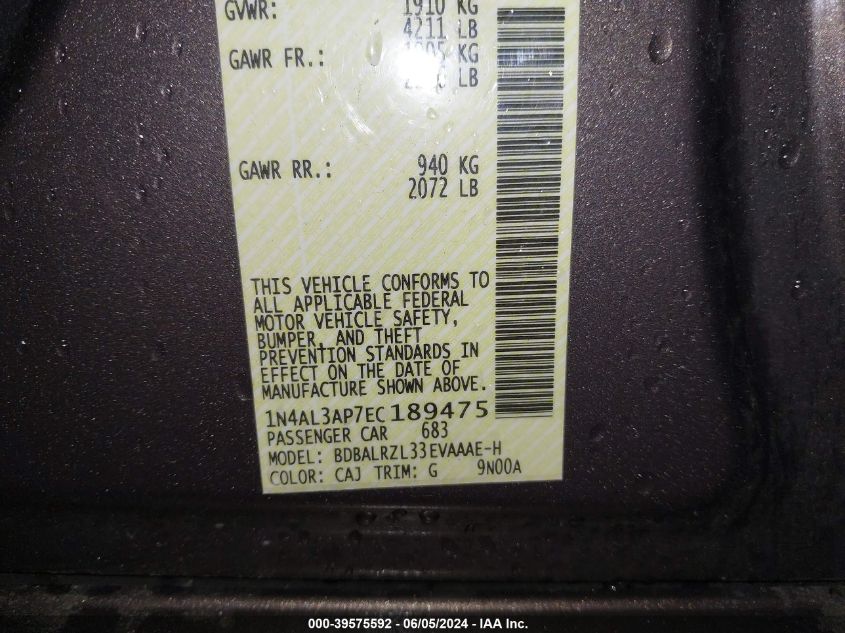 GVWR: 1910 KG
4211 LB
GAWR FR.: KG
LB
GAWR RR.: 940 KG
2072 LB
THIS VEHICLE CONFORMS TO
ALL APPLICABLE FEDERAL
MOTOR VEHICLE SAFETY,
BUMPER, AND THEFT
PREVENTION STANDARDS IN
EFFECT ON THE DATE OF
MANUFACTURE SHOWN ABOVE.
1N4AL3AP7EC189475
PASSENGER CAR 683
MODEL: BDBALRZL33EVAAAE-H
COLOR: CAJ TRIM: G 9N00A
000-39575592 - 06/05/2024 - IAA Inc.